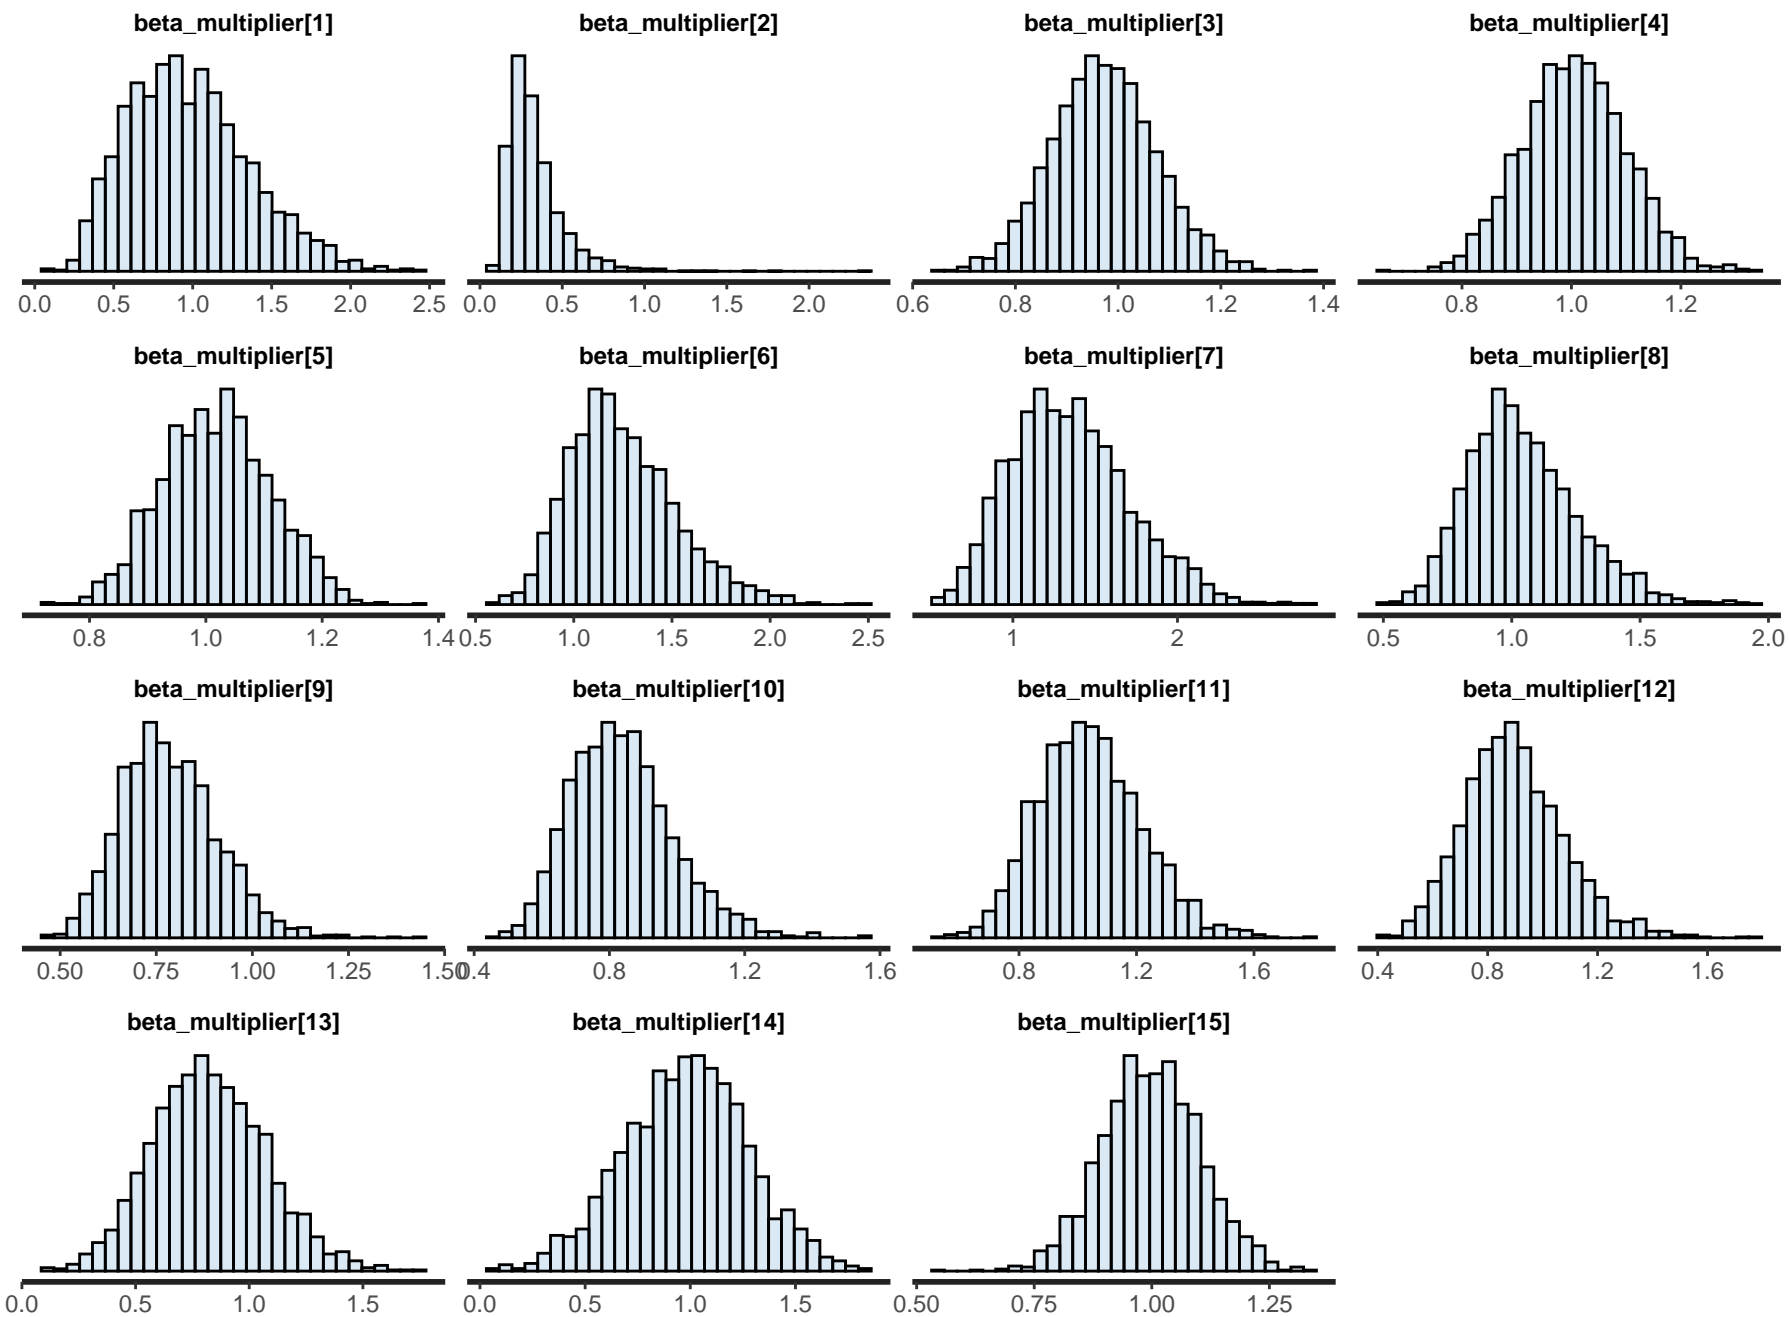 beta_multiplier[1] beta_multiplier[2] beta_multiplier[3] beta_multiplier[4]
0.0 0.5 1.0 1.5 2.0 2.5 0.0 0.5 1.0 1.5 2.0 0.6 0.8 1.0 1.2 1.4 0.8 1.0 1.2
beta_multiplier[5] beta_multiplier[6] beta_multiplier[7] beta_multiplier[8]
0.8 1.0 1.2 1.4 0.5 1.0 1.5 2.0 2.5 1 2 0.5 1.0 1.5 2.0
beta_multiplier[9] beta_multiplier[10] beta_multiplier[11] beta_multiplier[12]
0.50 0.75 1.00 1.25 1.50 0.4 0.8 1.2 1.6 0.8 1.2 1.6 0.4 0.8 1.2 1.6
beta_multiplier[13] beta_multiplier[14] beta_multiplier[15]
0.0 0.5 1.0 1.5 0.0 0.5 1.0 1.5 0.50 0.75 1.00 1.25